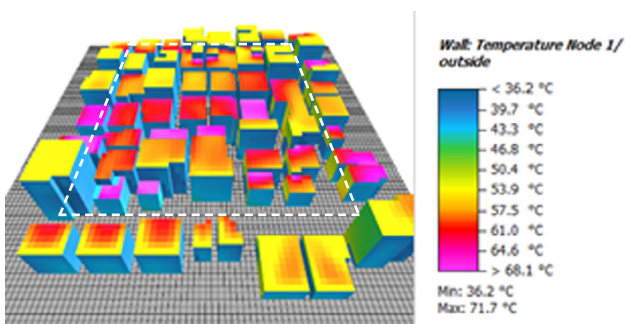 Wall: Temperature Node 1/
outside
< 36.2 °C
39.7 °C
43.3 °C
46.8 °C
50.4 °C
53.9 °C
57.5 °C
61.0 °C
64.6 °C
> 68.1 °C
Min: 36.2 °C
Max: 71.7 °C